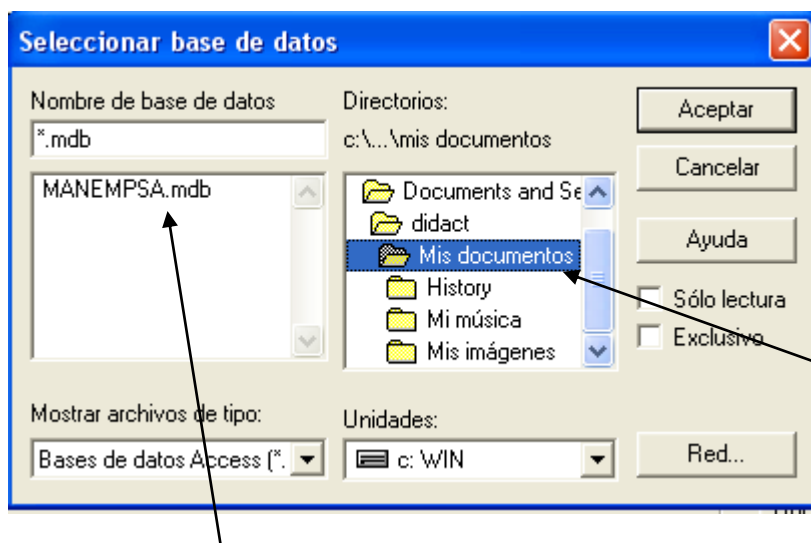 Seleccionar base de datos
Nombre de base de datos
*.mdb
MANEMPSA.mdb
Mostrar archivos de tipo:
Bases de datos Access (*.
Directorios:
c:\...\mis documentos
Documents and Se
didact
Mis documentos
History
Mi música
Mis imágenes
Unidades:
c: WIN
Aceptar
Cancelar
Ayuda
Sólo lectura
Exclusivo
Red...